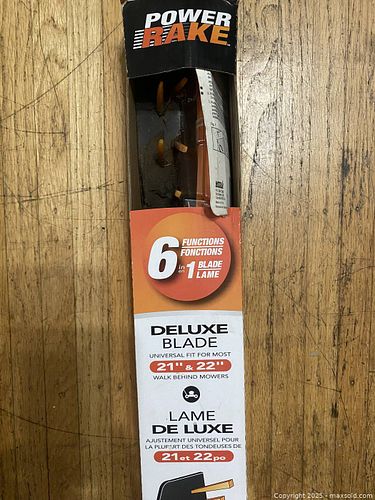 POWER
RAKE
6 FUNCTIONS
FONCTIONS
in
en
1 BLADE
LAME
DELUXE
BLADE
UNIVERSAL FIT FOR MOST
21" & 22"
WALK BEHIND MOWERS
LAME
DE LUXE
AJUSTEMENT UNIVERSEL POUR
LA PLUPART DES TONDEUSES DE
21 et 22 po
Copyright 2025 - maxsold.com